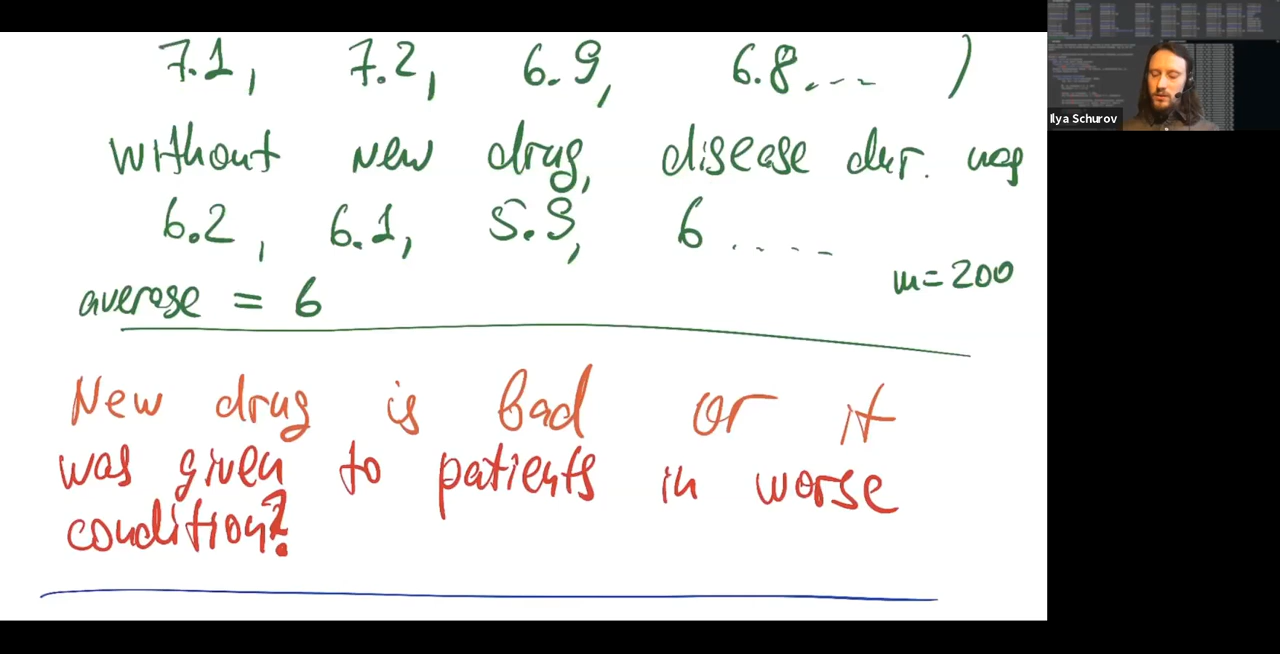 7.1, 7.2, 6.9, 6.8... )
without new drug, disease dur. was
6.2, 6.1, 5.9, 6 ....
m=200
average = 6
New drug is bad or it
was given to patients in worse
condition?
Ilya Schurov